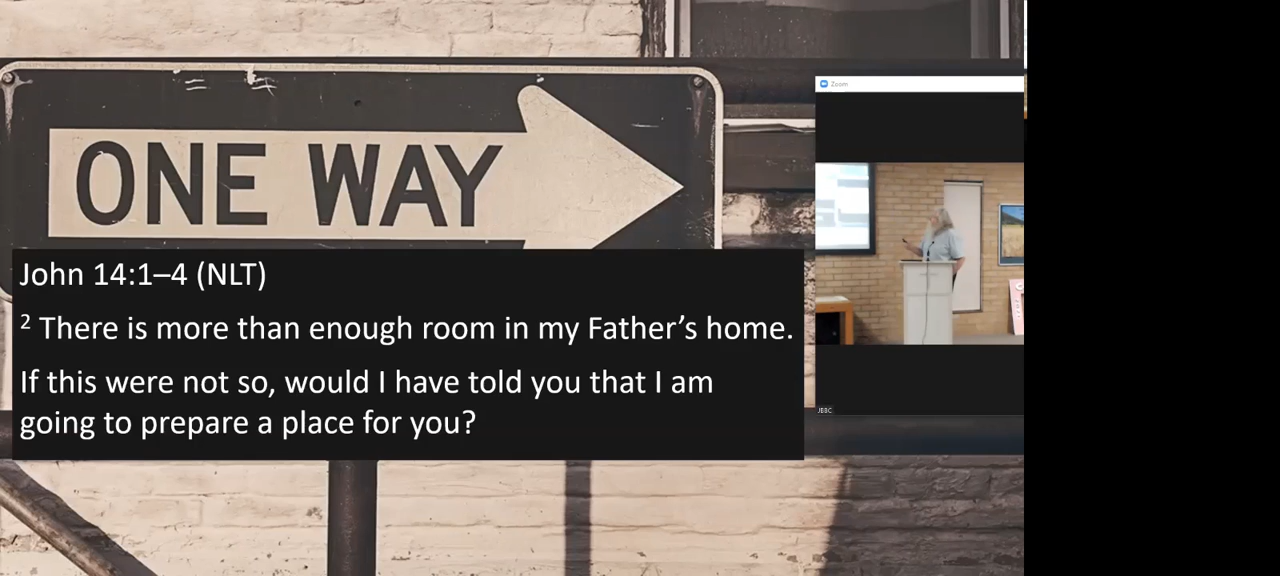 ONE WAY
Zoom
John 14:1–4 (NLT)
² There is more than enough room in my Father’s home.
If this were not so, would I have told you that I am
going to prepare a place for you?
JEBC